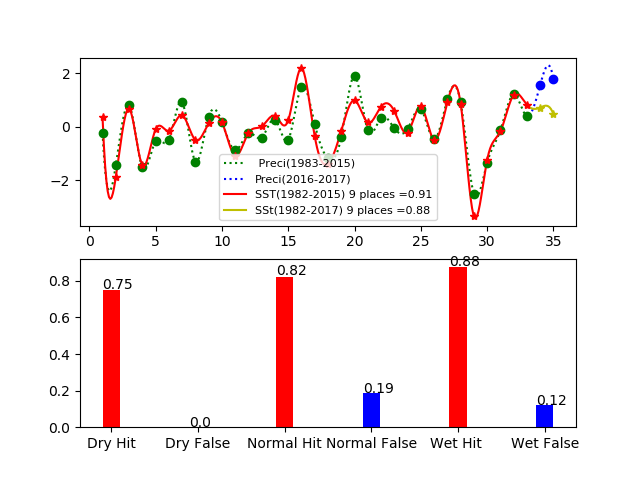 2
0
−2
Preci(1983-2015)
Preci(2016-2017)
SST(1982-2015) 9 places =0.91
SSt(1982-2017) 9 places =0.88
0 5 10 15 20 25 30 35
0.8
0.6
0.4
0.2
0.0
0.75
0.0
0.82
0.19
0.88
0.12
Dry Hit Dry False Normal Hit Normal False Wet Hit Wet False